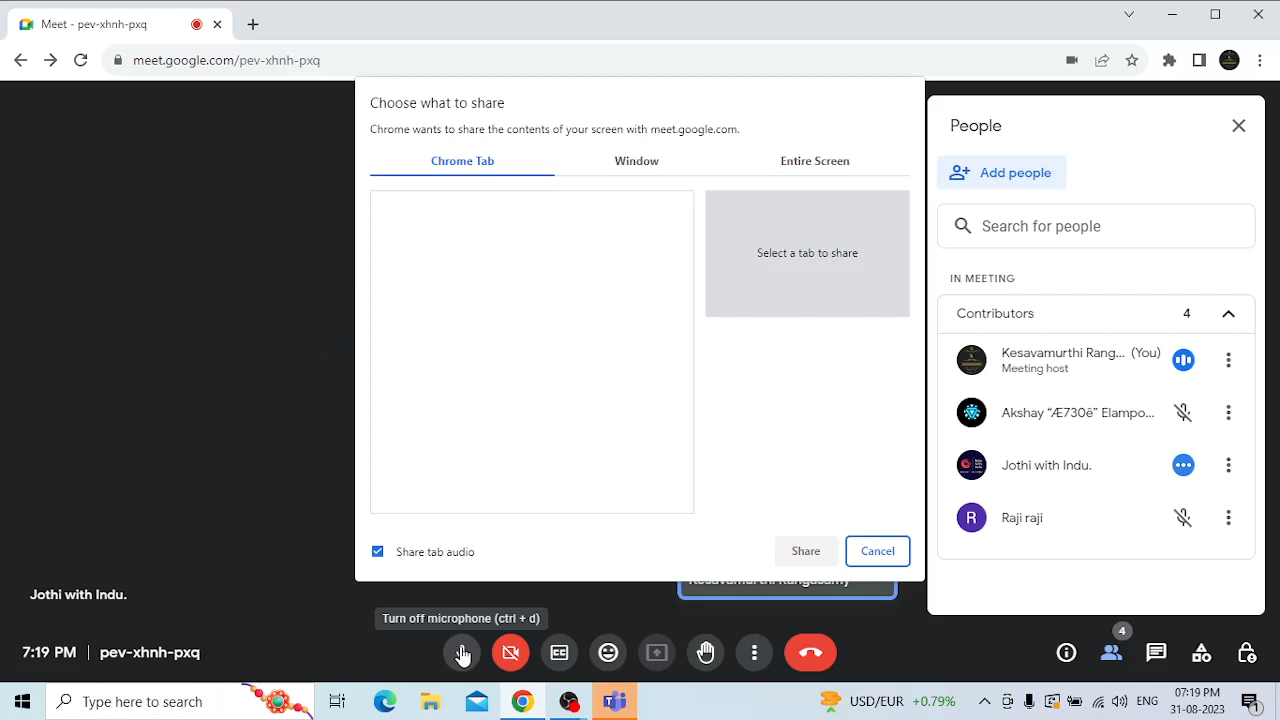 Meet - pev-xhnh-pxq
meet.google.com/pev-xhnh-pxq
Choose what to share
Chrome wants to share the contents of your screen with meet.google.com.
Chrome Tab
Window
Entire Screen
Select a tab to share
Share tab audio
Share
Cancel
People
Add people
Search for people
IN MEETING
Contributors
4
Kesavamurthi Rang... (You)
Meeting host
Akshay “Æ730ē” Elampo...
Jothi with Indu.
R
Raji raji
Kesavamurthi Rangasamy
Jothi with Indu.
Turn off microphone (ctrl + d)
7:19 PM | pev-xhnh-pxq
4
Type here to search
USD/EUR +0.79%
ENG
07:19 PM
31-08-2023
1